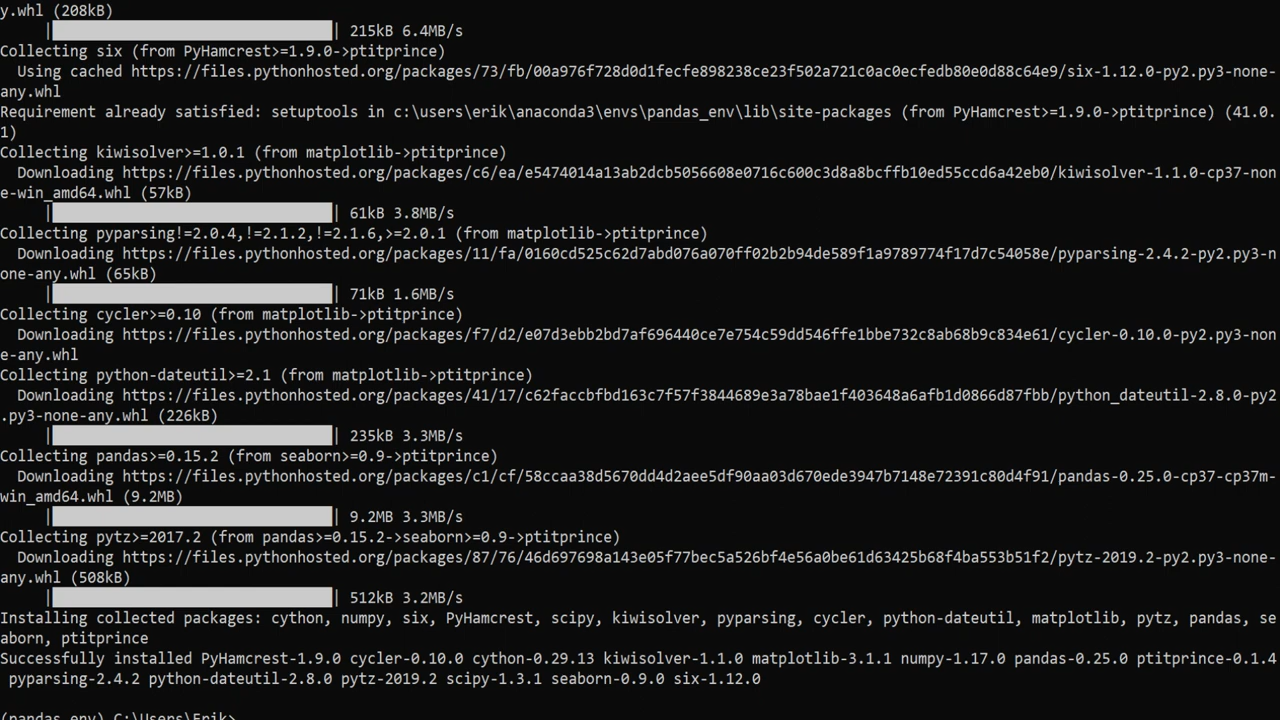 y.whl (208kB)
|████████████████████████████████| 215kB 6.4MB/s
Collecting six (from PyHamcrest>=1.9.0->ptitprince)
Using cached https://files.pythonhosted.org/packages/73/fb/00a976f728d0d1fecfe898238ce23f502a721c0ac0ecfedb80e0d88c64e9/six-1.12.0-py2.py3-none-
any.whl
Requirement already satisfied: setuptools in c:\users\erik\anaconda3\envs\pandas_env\lib\site-packages (from PyHamcrest>=1.9.0->ptitprince) (41.0.
1)
Collecting kiwisolver>=1.0.1 (from matplotlib->ptitprince)
Downloading https://files.pythonhosted.org/packages/c6/ea/e5474014a13ab2dcb5056608e0716c600c3d8a8bcffb10ed55ccd6a42eb0/kiwisolver-1.1.0-cp37-non
e-win_amd64.whl (57kB)
|████████████████████████████████| 61kB 3.8MB/s
Collecting pyparsing!=2.0.4,!=2.1.2,!=2.1.6,>=2.0.1 (from matplotlib->ptitprince)
Downloading https://files.pythonhosted.org/packages/11/fa/0160cd525c62d7abd076a070ff02b2b94de589f1a9789774f17d7c54058e/pyparsing-2.4.2-py2.py3-n
one-any.whl (65kB)
|████████████████████████████████| 71kB 1.6MB/s
Collecting cycler>=0.10 (from matplotlib->ptitprince)
Downloading https://files.pythonhosted.org/packages/f7/d2/e07d3ebb2bd7af696440ce7e754c59dd546ffe1bbe732c8ab68b9c834e61/cycler-0.10.0-py2.py3-non
e-any.whl
Collecting python-dateutil>=2.1 (from matplotlib->ptitprince)
Downloading https://files.pythonhosted.org/packages/41/17/c62faccbfbd163c7f57f3844689e3a78bae1f403648a6afb1d0866d87fbb/python_dateutil-2.8.0-py2
.py3-none-any.whl (226kB)
|████████████████████████████████| 235kB 3.3MB/s
Collecting pandas>=0.15.2 (from seaborn>=0.9->ptitprince)
Downloading https://files.pythonhosted.org/packages/c1/cf/58ccaa38d5670dd4d2aee5df90aa03d670ede3947b7148e72391c80d4f91/pandas-0.25.0-cp37-cp37m-
win_amd64.whl (9.2MB)
|████████████████████████████████| 9.2MB 3.3MB/s
Collecting pytz>=2017.2 (from pandas>=0.15.2->seaborn>=0.9->ptitprince)
Downloading https://files.pythonhosted.org/packages/87/76/46d697698a143e05f77bec5a526bf4e56a0be61d63425b68f4ba553b51f2/pytz-2019.2-py2.py3-none-
any.whl (508kB)
|████████████████████████████████| 512kB 3.2MB/s
Installing collected packages: cython, numpy, six, PyHamcrest, scipy, kiwisolver, pyparsing, cycler, python-dateutil, matplotlib, pytz, pandas, se
aborn, ptitprince
Successfully installed PyHamcrest-1.9.0 cycler-0.10.0 cython-0.29.13 kiwisolver-1.1.0 matplotlib-3.1.1 numpy-1.17.0 pandas-0.25.0 ptitprince-0.1.4
pyparsing-2.4.2 python-dateutil-2.8.0 pytz-2019.2 scipy-1.3.1 seaborn-0.9.0 six-1.12.0
(pandas_env) C:\Users\Erik>